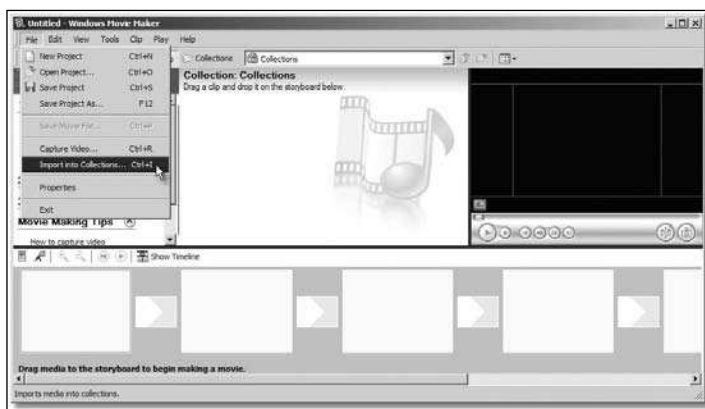 Untitled - Windows Movie Maker
File Edit View Tools Clip Play Help
New Project Ctrl+N
Open Project... Ctrl+O
Save Project Ctrl+S
Save Project As... F12
Save Movie File... Ctrl+P
Capture Video... Ctrl+R
Import into Collections... Ctrl+I
Properties
Exit
Collections Collections
Collection: Collections
Drag a clip and drop it on the storyboard below.
Movie Making Tips
How to capture video
Show Timeline
Drag media to the storyboard to begin making a movie.
Imports media into collections.